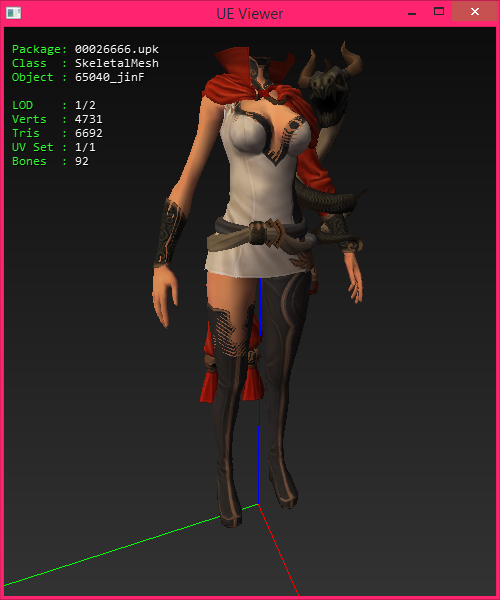 UE Viewer
Package: 00026666.upk
Class : SkeletalMesh
Object : 65040_jinF
LOD : 1/2
Verts : 4731
Tris : 6692
UV Set : 1/1
Bones : 92